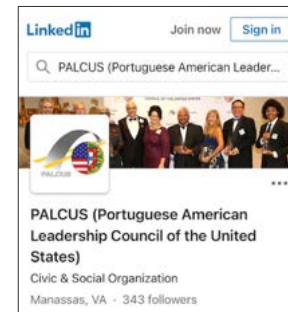 LinkedIn
Join now
Sign in
PALCUS (Portuguese American Leader...
PALCUS
PALCUS (Portuguese American
Leadership Council of the United
States)
Civic & Social Organization
Manassas, VA · 343 followers